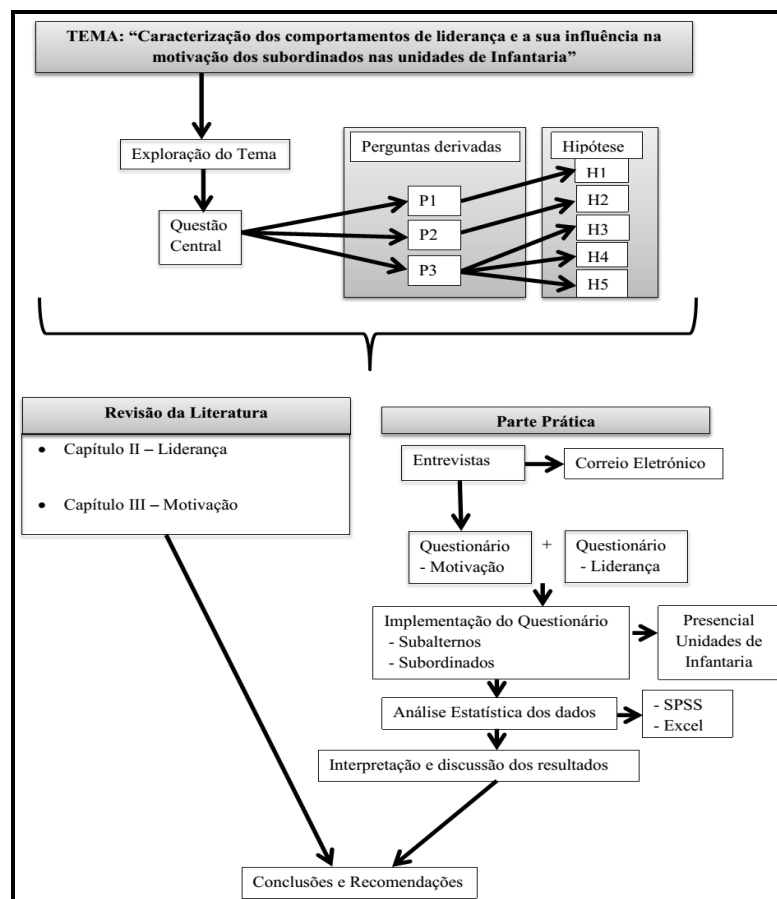 TEMA: “Caracterização dos comportamentos de liderança e a sua influência na
motivação dos subordinados nas unidades de Infantaria”
Exploração do Tema
Questão
Central
Perguntas derivadas
P1
P2
P3
Hipótese
H1
H2
H3
H4
H5
Revisão da Literatura
• Capítulo II – Liderança
• Capítulo III – Motivação
Parte Prática
Entrevistas
Correio Eletrónico
Questionário
- Motivação
+
Questionário
- Liderança
Implementação do Questionário
- Subalternos
- Subordinados
Presencial
Unidades de
Infantaria
Análise Estatística dos dados
- SPSS
- Excel
Interpretação e discussão dos resultados
Conclusões e Recomendações